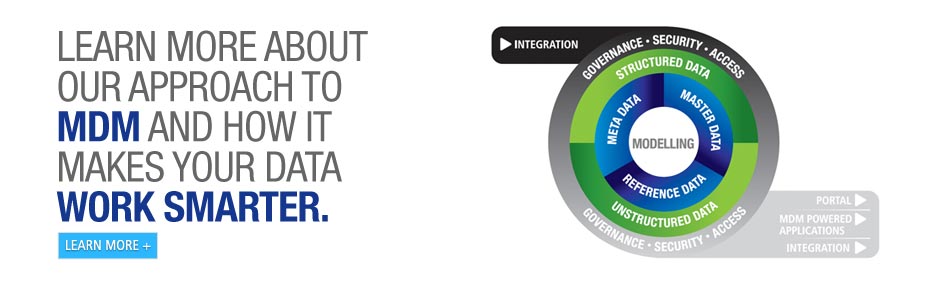 LEARN MORE ABOUT
OUR APPROACH TO
MDM AND HOW IT
MAKES YOUR DATA
WORK SMARTER.
LEARN MORE +
INTEGRATION
GOVERNANCE • SECURITY • ACCESS
STRUCTURED DATA
META DATA
MASTER DATA
MODELLING
REFERENCE DATA
UNSTRUCTURED DATA
GOVERNANCE • SECURITY • ACCESS
PORTAL
MDM POWERED
APPLICATIONS
INTEGRATION